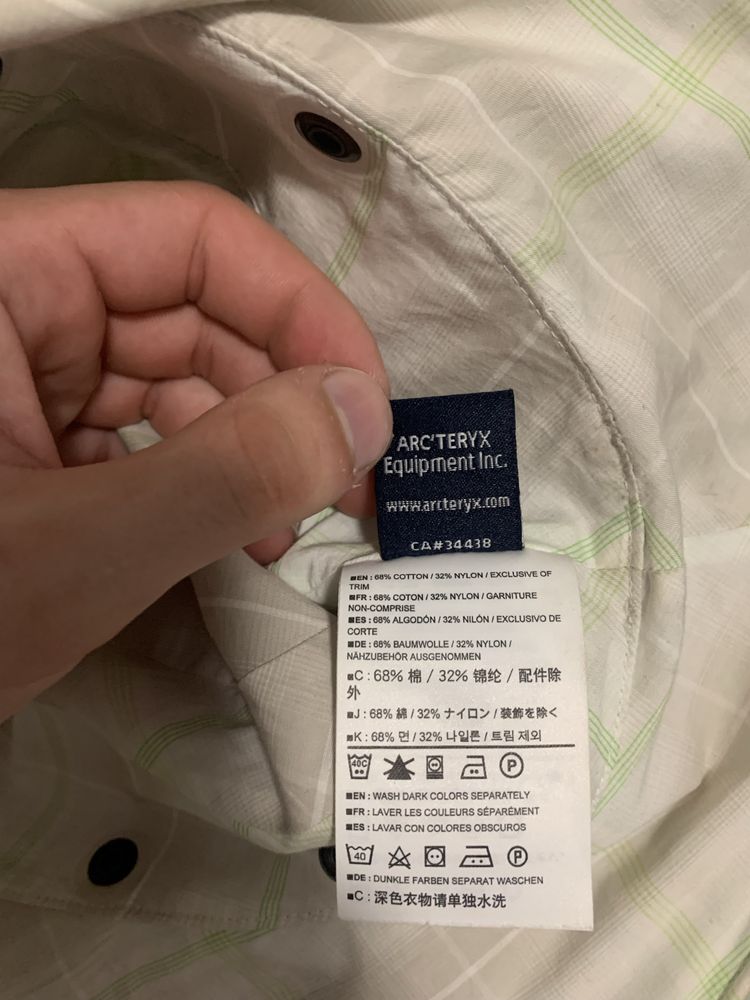 ARC'TERYX
Equipment Inc.
www.arcteryx.com
CA#34438
■EN : 68% COTTON / 32% NYLON / EXCLUSIVE OF
TRIM
■FR : 68% COTON / 32% NYLON / GARNITURE
NON-COMPRISE
■ES : 68% ALGODÓN / 32% NILÓN / EXCLUSIVO DE
CORTE
■DE : 68% BAUMWOLLE / 32% NYLON /
NÄHZUBEHÖR AUSGENOMMEN
■C : 68% 棉 / 32% 锦纶 / 配件除
外
■J : 68% 綿 / 32% ナイロン / 装飾を除く
■K : 68% 면 / 32% 나일론 / 트림 제외
40C P
■EN : WASH DARK COLORS SEPARATELY
■FR : LAVER LES COULEURS SÉPARÉMENT
■ES : LAVAR CON COLORES OBSCUROS
40 P
■DE : DUNKLE FARBEN SEPARAT WASCHEN
■C : 深色衣物请单独水洗